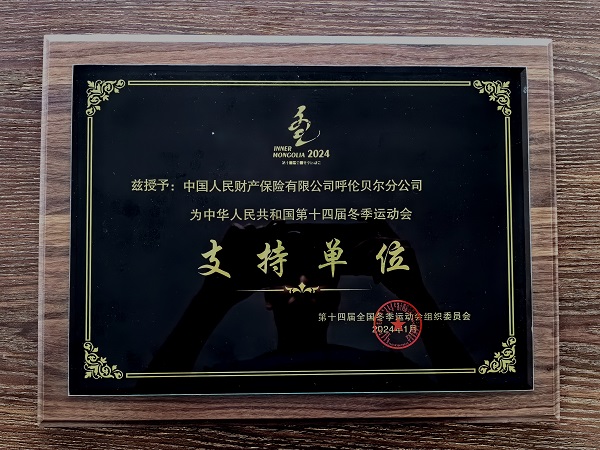 INNER
MONGOLIA 2024
兹授予：中国人民财产保险有限公司呼伦贝尔分公司
为中华人民共和国第十四届冬季运动会
支持单位
第十四届全国冬季运动会组织委员会
2024年1月